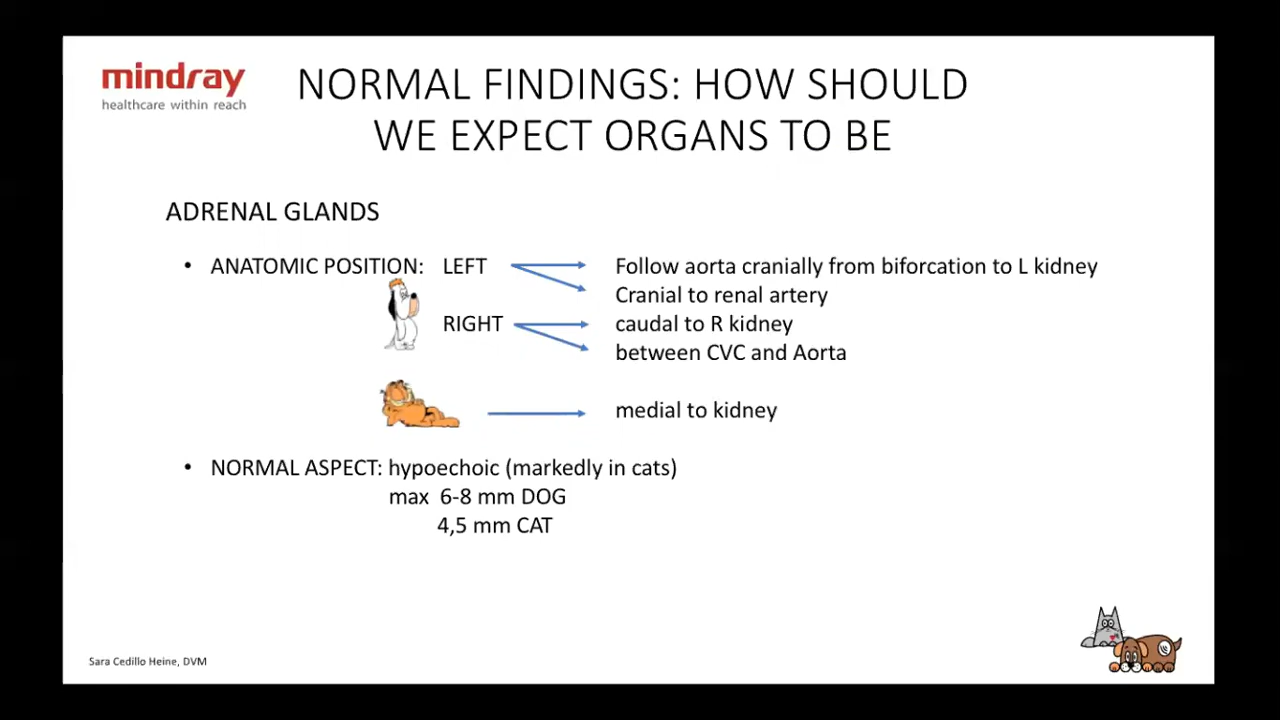 mindray
healthcare within reach
NORMAL FINDINGS: HOW SHOULD
WE EXPECT ORGANS TO BE
ADRENAL GLANDS
• ANATOMIC POSITION: LEFT Follow aorta cranially from biforcation to L kidney
Cranial to renal artery
RIGHT caudal to R kidney
between CVC and Aorta
medial to kidney
• NORMAL ASPECT: hypoechoic (markedly in cats)
max 6-8 mm DOG
4,5 mm CAT
Sara Cedillo Heine, DVM